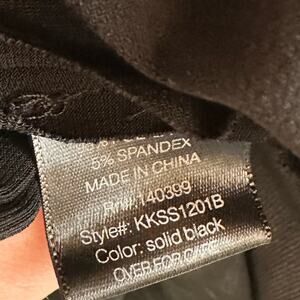 5% SPANDEX
MADE IN CHINA
Rn#: 140399
Style#: KKSS1201B
Color: solid black
OVER FOR CARE